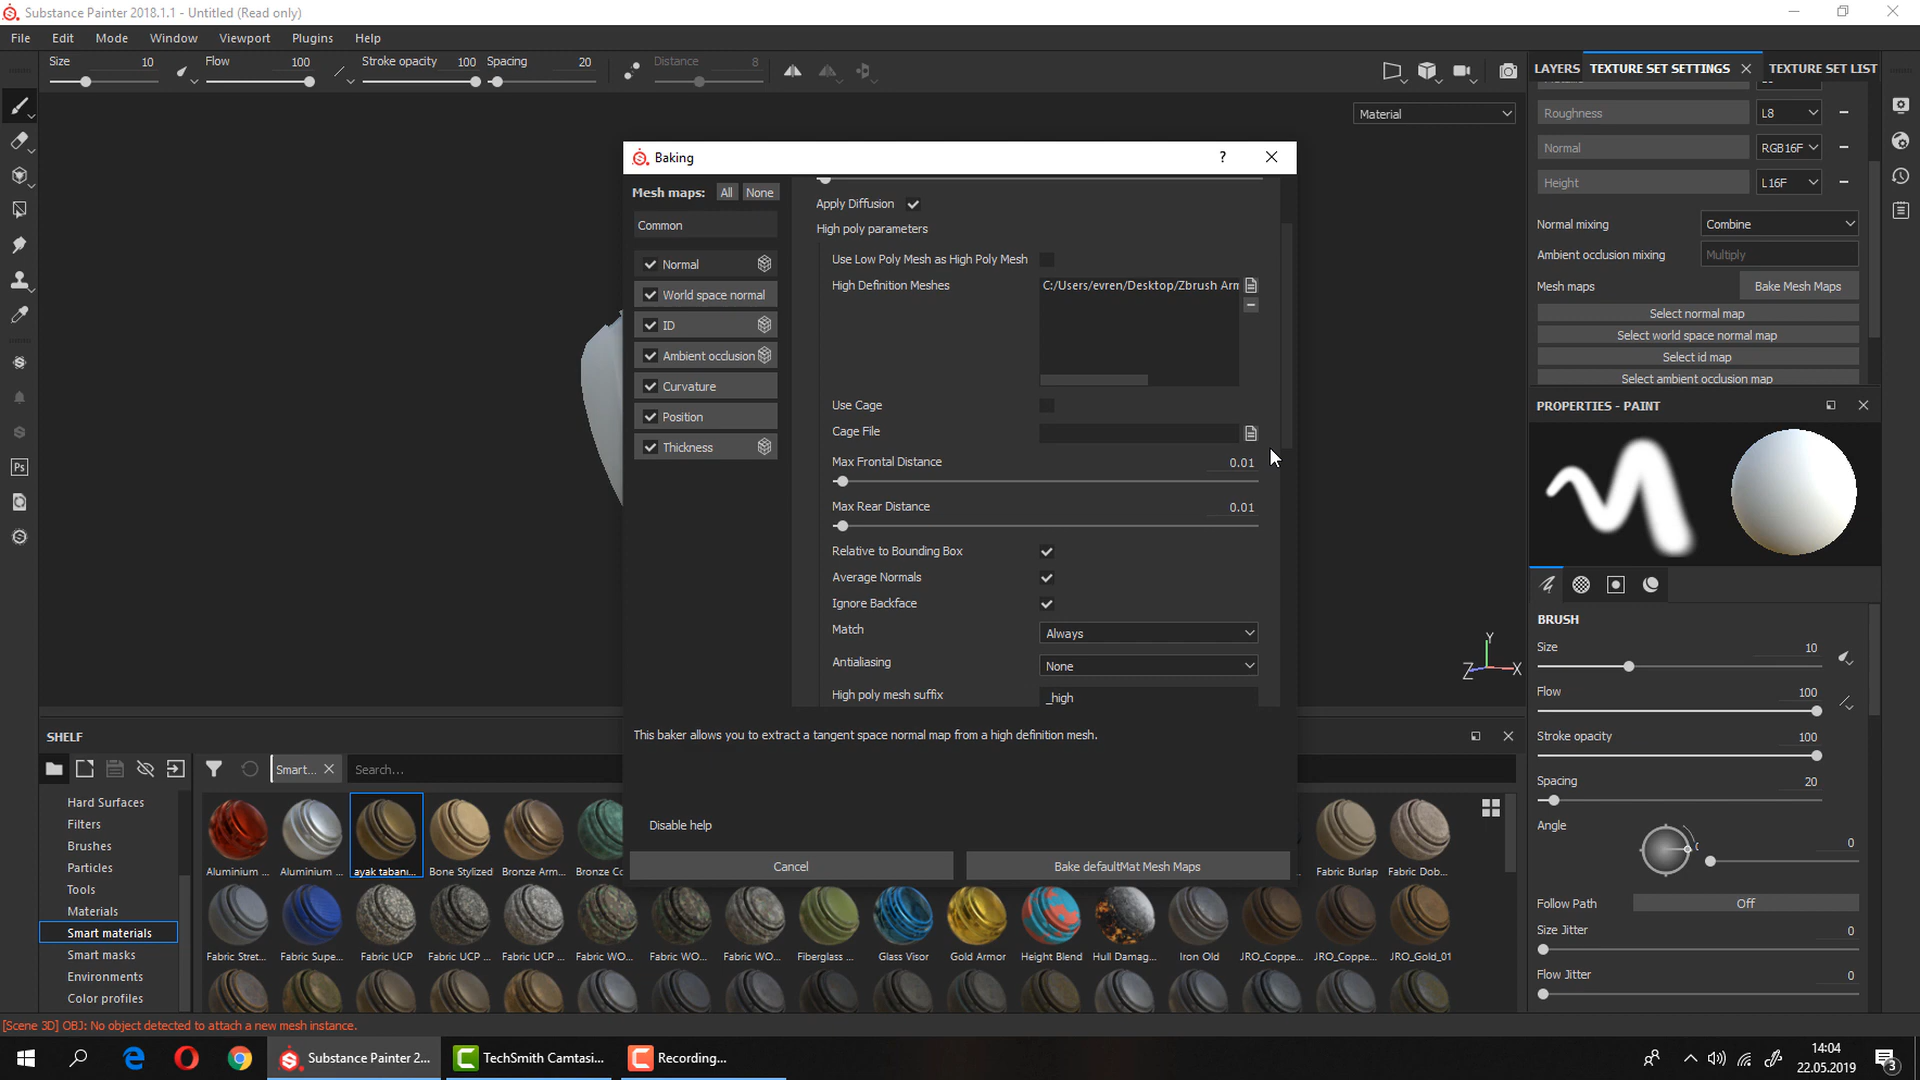 Substance Painter 2018.1.1 - Untitled (Read only)
File Edit Mode Window Viewport Plugins Help
Size 10 Flow 100 Stroke opacity 100 Spacing 20 Distance 8
Material
LAYERS TEXTURE SET SETTINGS TEXTURE SET LIST
Roughness L8
Normal RGB16F
Height L16F
Normal mixing Combine
Ambient occlusion mixing Multiply
Mesh maps Bake Mesh Maps
Select normal map
Select world space normal map
Select id map
Select ambient occlusion map
Baking ?
Mesh maps: All None
Common
Normal
World space normal
ID
Ambient occlusion
Curvature
Position
Thickness
Apply Diffusion
High poly parameters
Use Low Poly Mesh as High Poly Mesh
High Definition Meshes C:/Users/evren/Desktop/Zbrush Arm
Use Cage
Cage File
Max Frontal Distance 0.01
Max Rear Distance 0.01
Relative to Bounding Box
Average Normals
Ignore Backface
Match Always
Antialiasing None
High poly mesh suffix _high
This baker allows you to extract a tangent space normal map from a high definition mesh.
Disable help
Cancel Bake defaultMat Mesh Maps
PROPERTIES - PAINT
BRUSH
Size 10
Flow 100
Stroke opacity 100
Spacing 20
Angle 0
Follow Path Off
Size Jitter 0
Flow Jitter 0
Y
Z X
SHELF
Smart... Search...
Hard Surfaces
Filters
Brushes
Particles
Tools
Materials
Smart materials
Smart masks
Environments
Color profiles
Aluminium ... Aluminium ... ayak tabanı... Bone Stylized Bronze Arm... Bronze Co Fabric Burlap Fabric Dob...
Fabric Stret... Fabric Supe... Fabric UCP Fabric UCP ... Fabric UCP ... Fabric WO... Fabric WO... Fabric WO... Fiberglass ... Glass Visor Gold Armor Height Blend Hull Damag... Iron Old JRO_Coppe... JRO_Coppe... JRO_Gold_01
[Scene 3D] OBJ: No object detected to attach a new mesh instance.
Ps
Substance Painter 2... TechSmith Camtasi... Recording...
14:04
22.05.2019
3